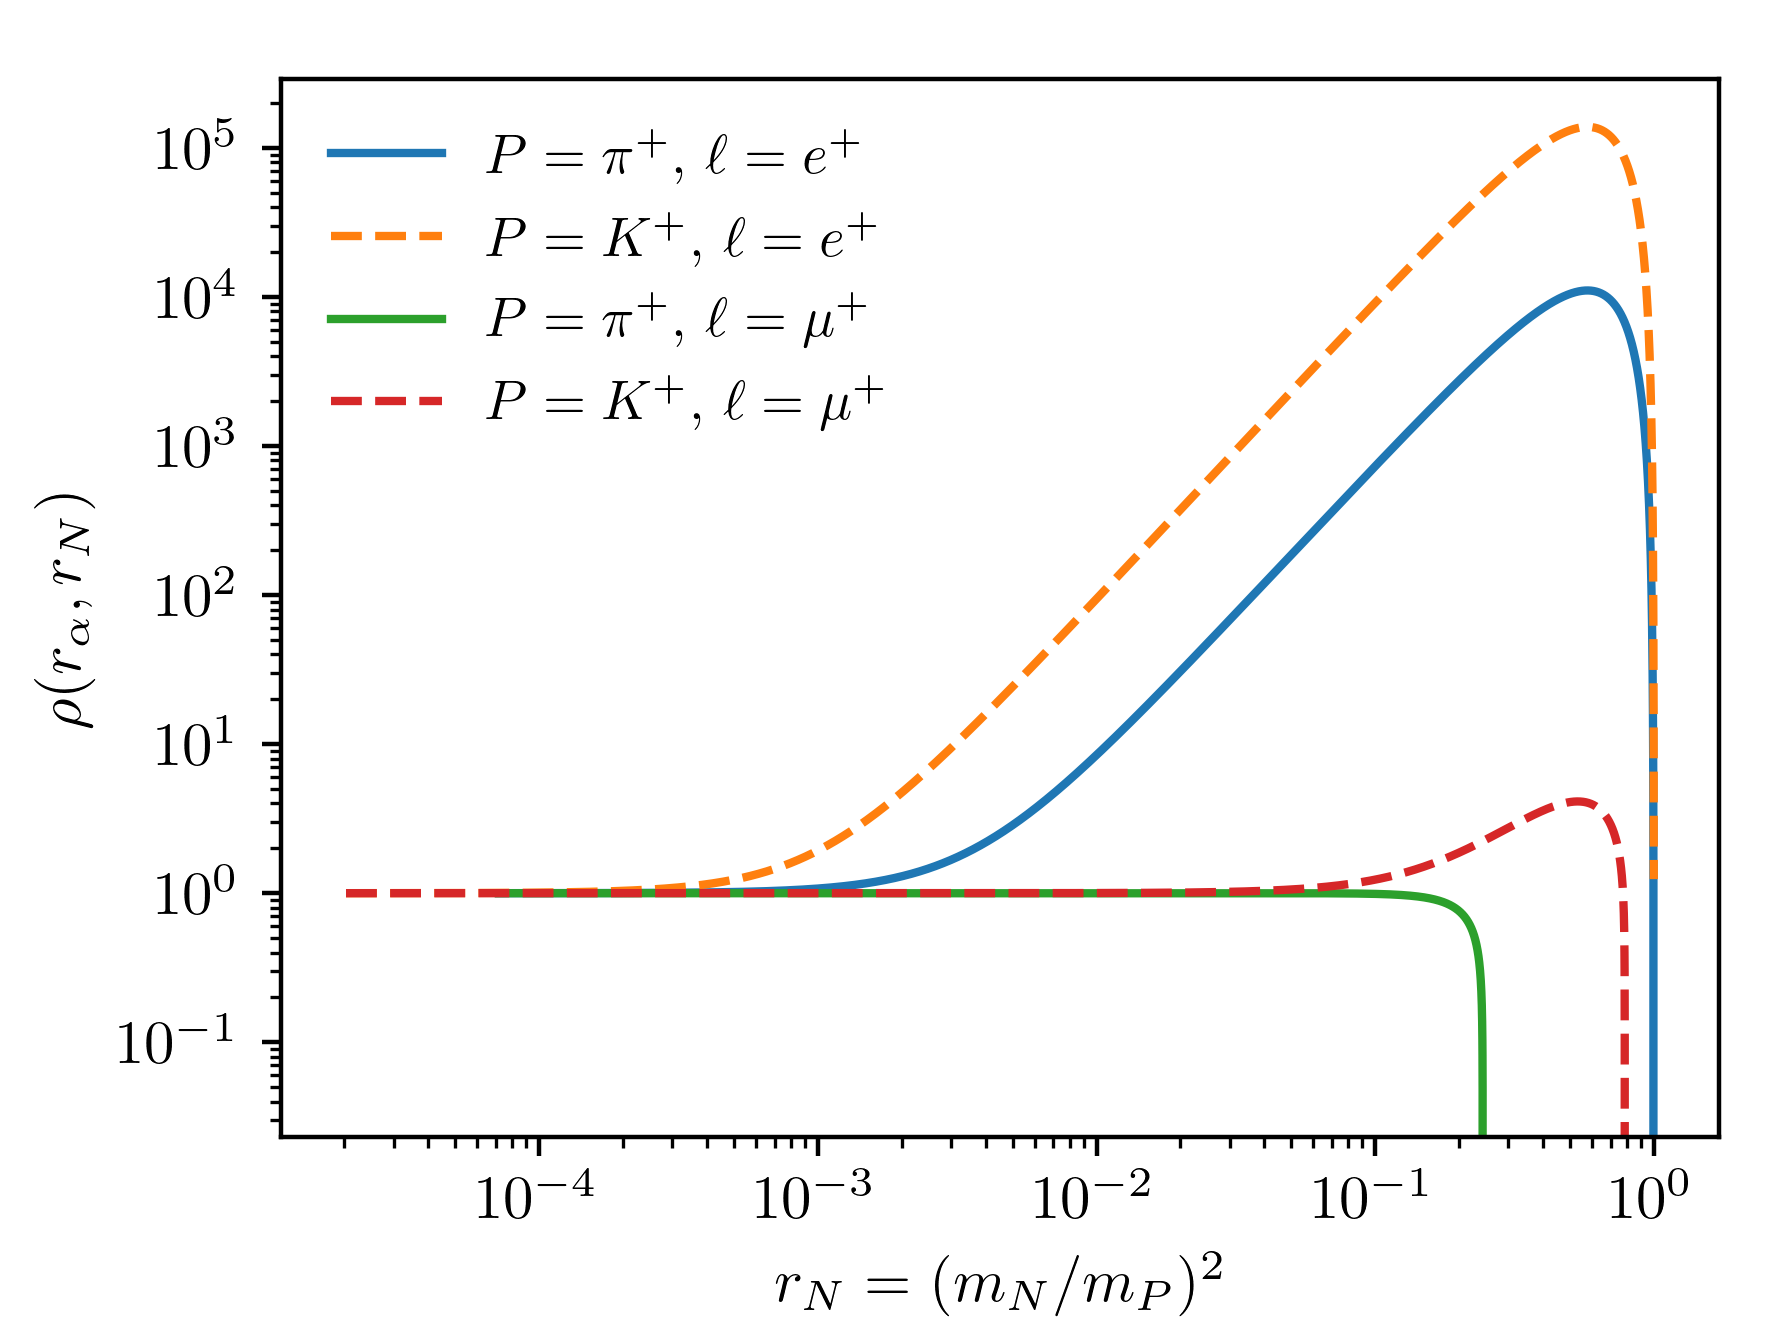 P = π⁺, ℓ = e⁺
P = K⁺, ℓ = e⁺
P = π⁺, ℓ = μ⁺
P = K⁺, ℓ = μ⁺
10⁵
10⁴
10³
10²
10¹
10⁰
10⁻¹
ρ(r_α, r_N)
10⁻⁴ 10⁻³ 10⁻² 10⁻¹ 10⁰
r_N = (m_N/m_P)²